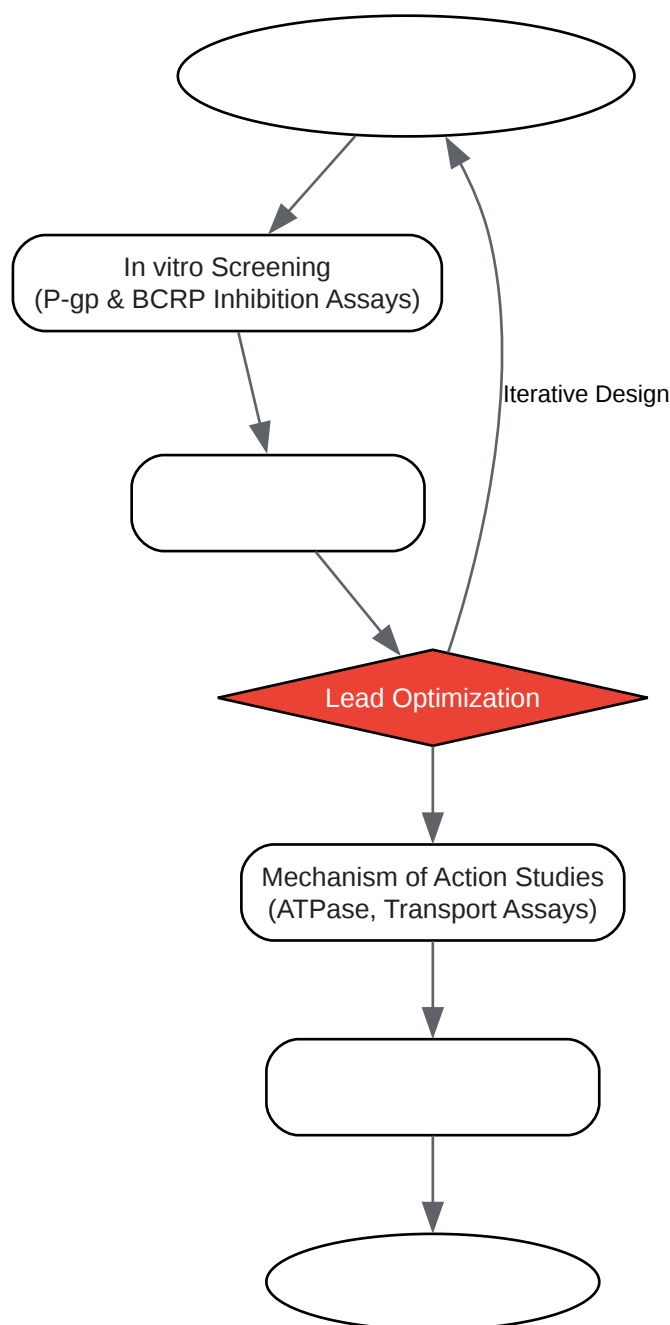 In vitro Screening
(P-gp & BCRP Inhibition Assays)
Iterative Design
Lead Optimization
Mechanism of Action Studies
(ATPase, Transport Assays)